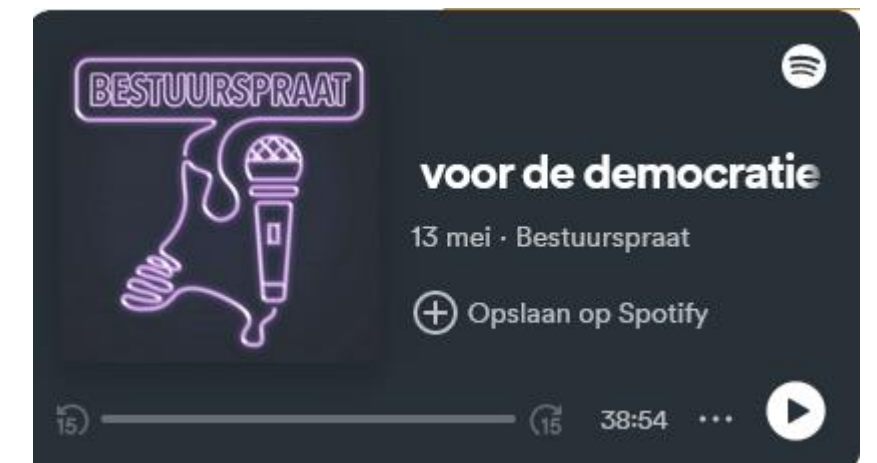 BESTUURSPRAAT
voor de democratie
13 mei · Bestuurspraat
Opslaan op Spotify
15
15
38:54